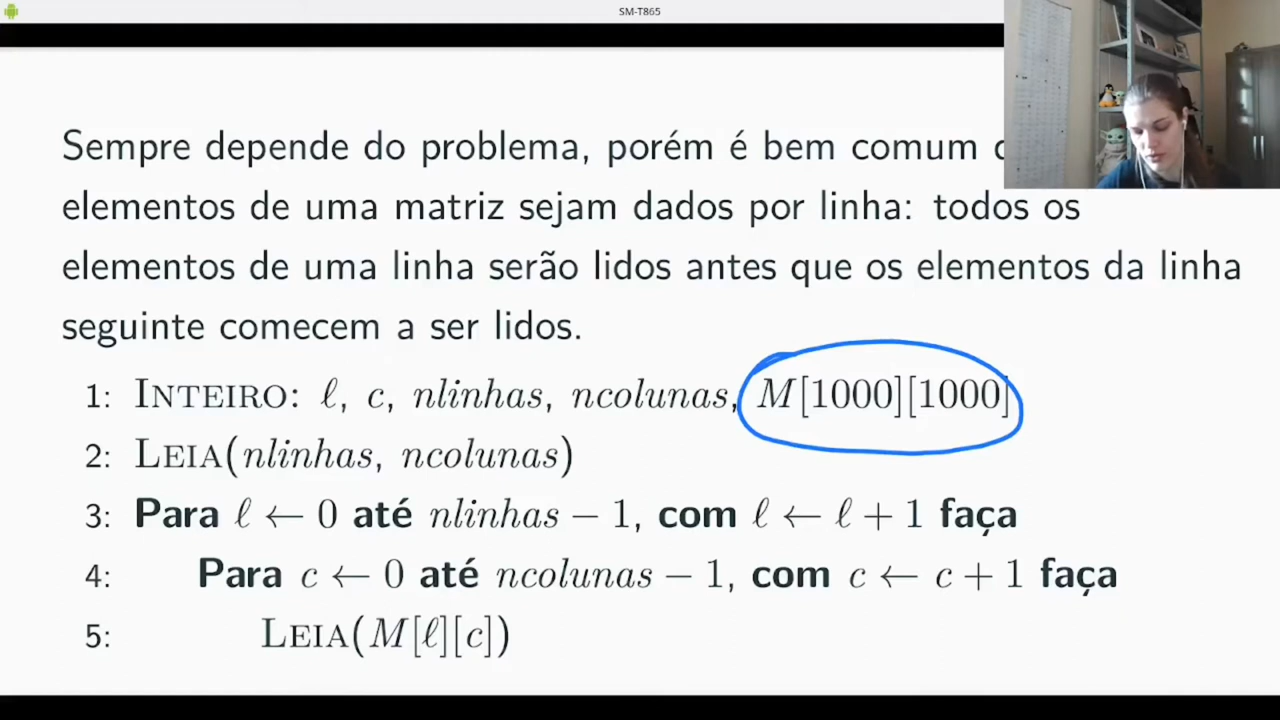 SM-T865
Sempre depende do problema, porém é bem comum
elementos de uma matriz sejam dados por linha: todos os
elementos de uma linha serão lidos antes que os elementos da linha
seguinte comecem a ser lidos.
1: INTEIRO: ℓ, c, nlinhas, ncolunas, M[1000][1000]
2: LEIA(nlinhas, ncolunas)
3: Para ℓ ← 0 até nlinhas − 1, com ℓ ← ℓ + 1 faça
4: Para c ← 0 até ncolunas − 1, com c ← c + 1 faça
5: LEIA(M[ℓ][c])